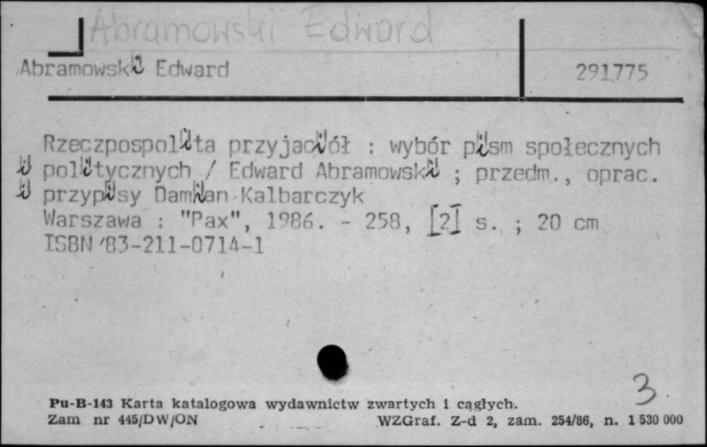 Abramowski Edward
Abramowski Edward 291775
Rzeczpospolita przyjaciół : wybór pism społecznych
i politycznych / Edward Abramowski ; przedm., oprac.
i przypisy Damian Kalbarczyk
Warszawa : "Pax", 1986. - 258, [2] s. ; 20 cm
ISBN 83-211-0714-1
3
Pu-B-143 Karta katalogowa wydawnictw zwartych i cągłych.
Zam nr 445/DW/ON WZGraf. Z-d 2, zam. 254/86, n. 1 530 000